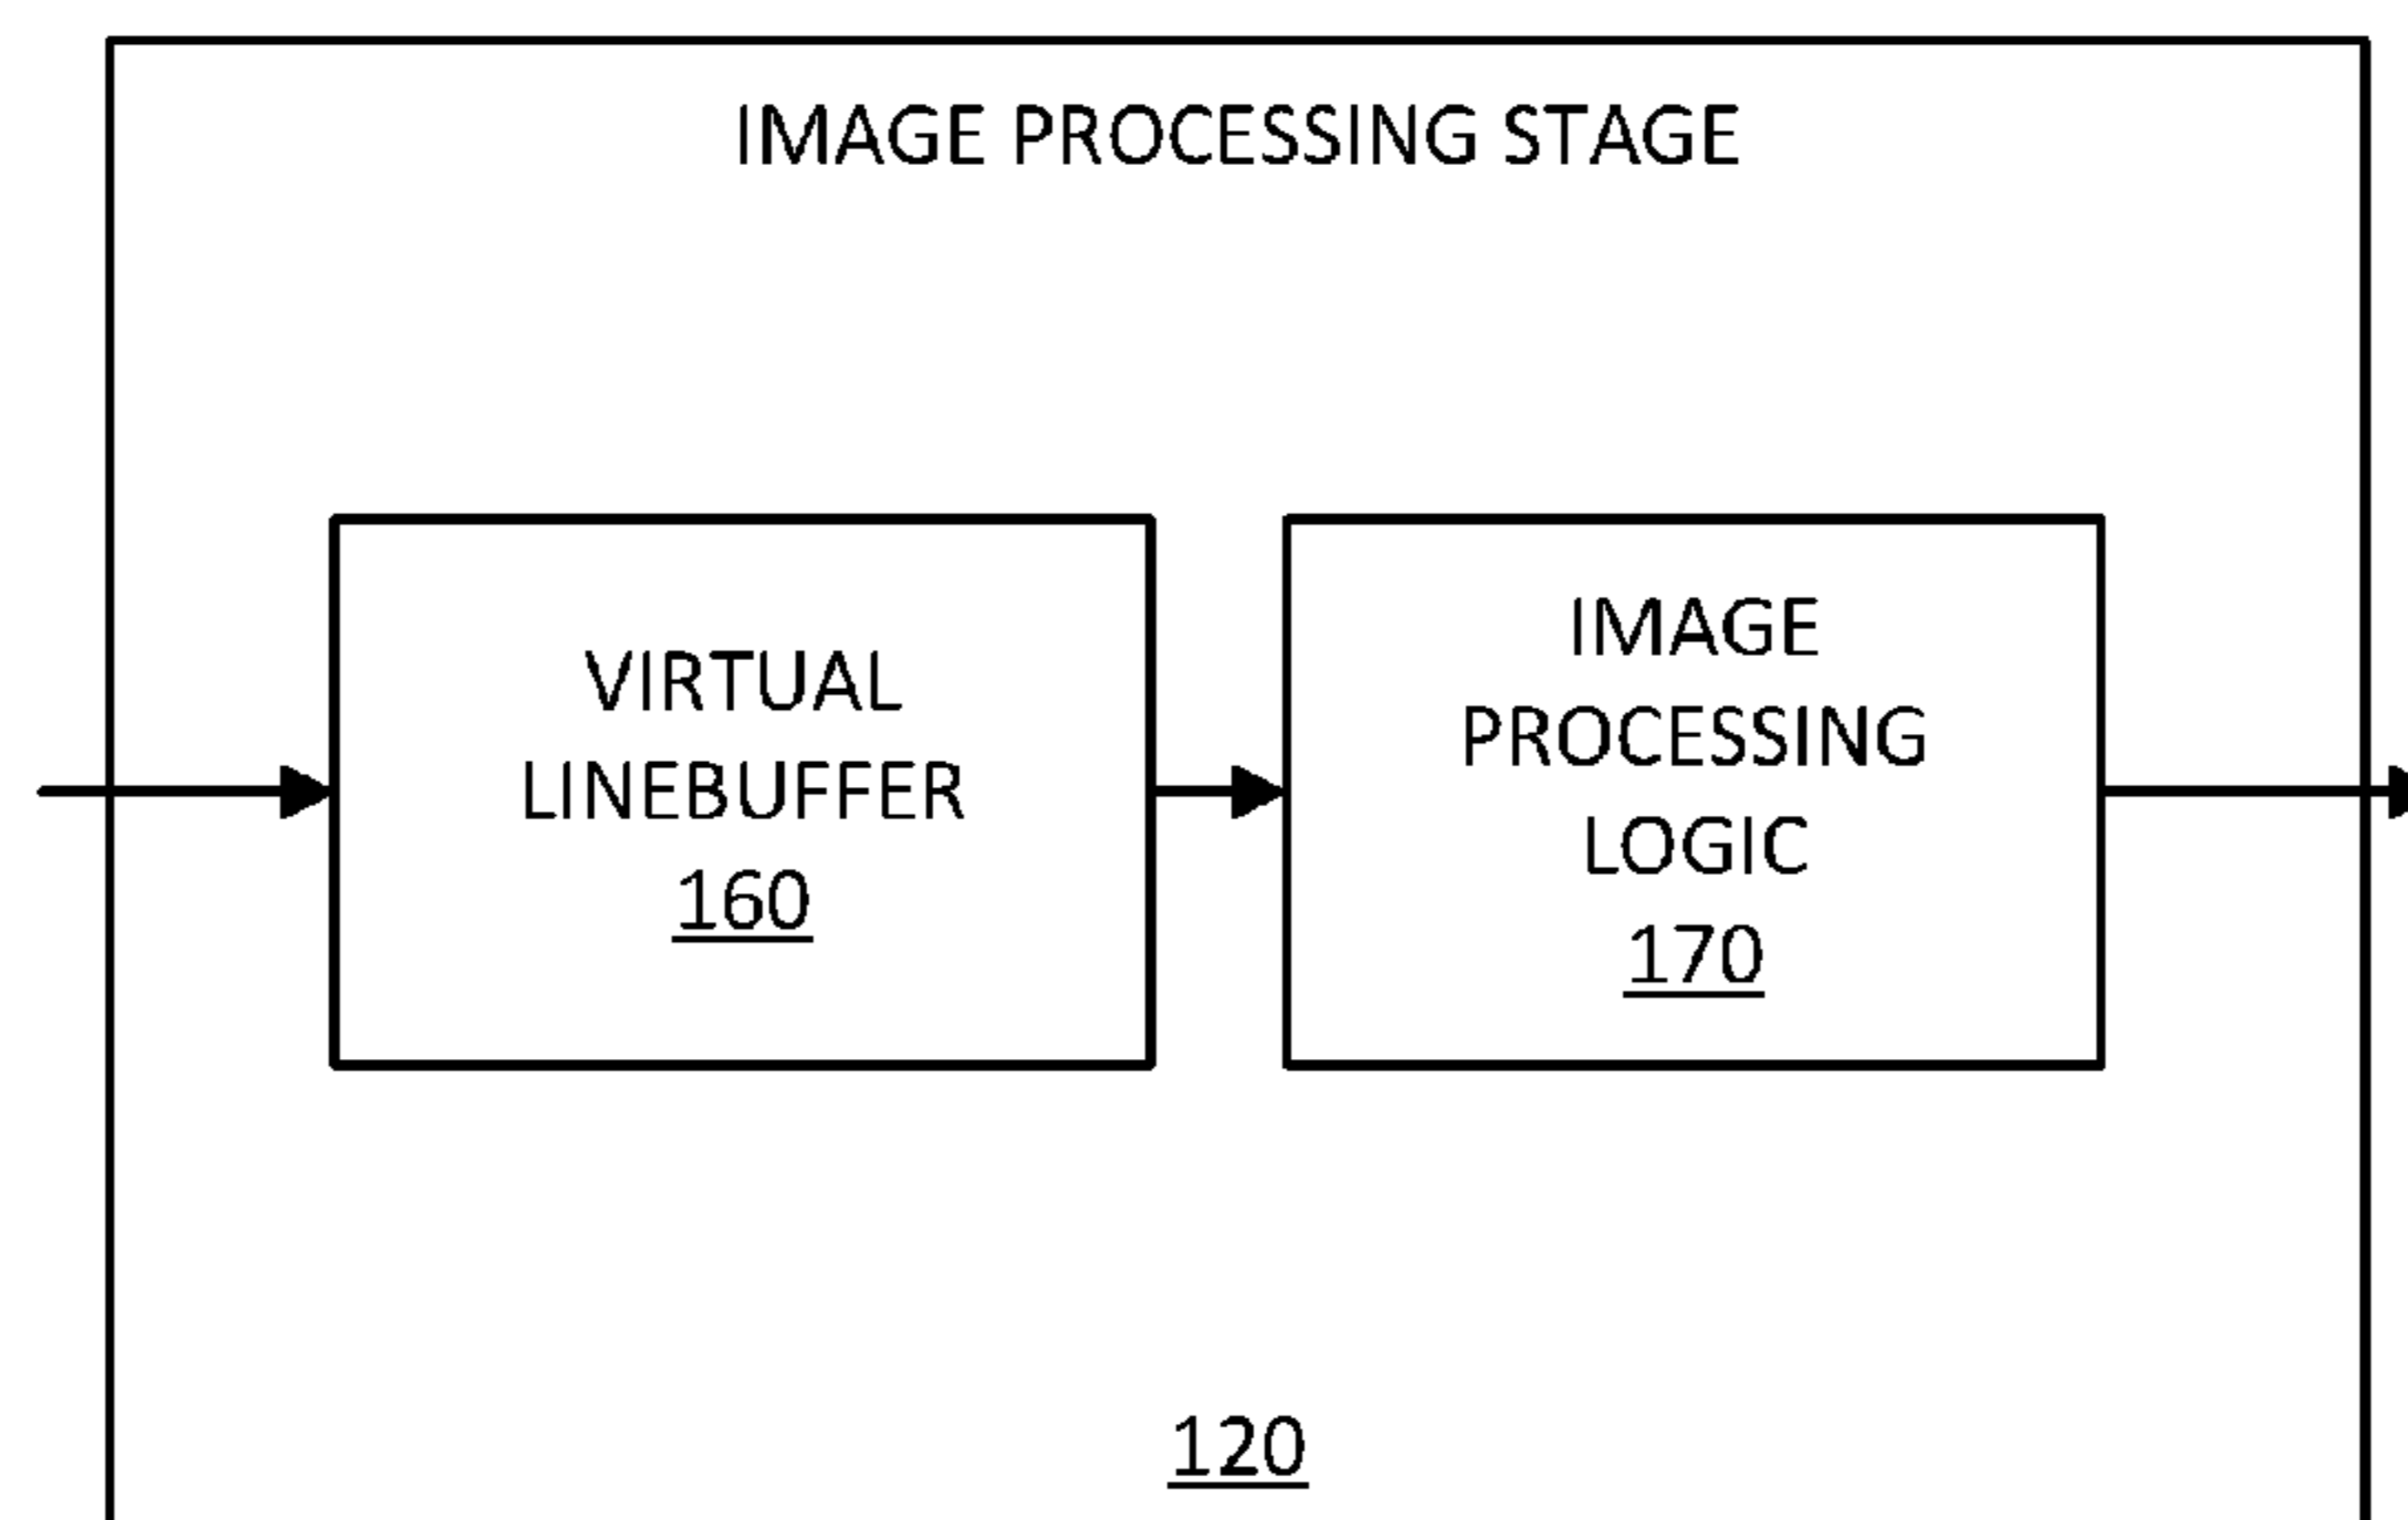 IMAGE PROCESSING STAGE
VIRTUAL
LINEBUFFER
160
IMAGE
PROCESSING
LOGIC
170
120